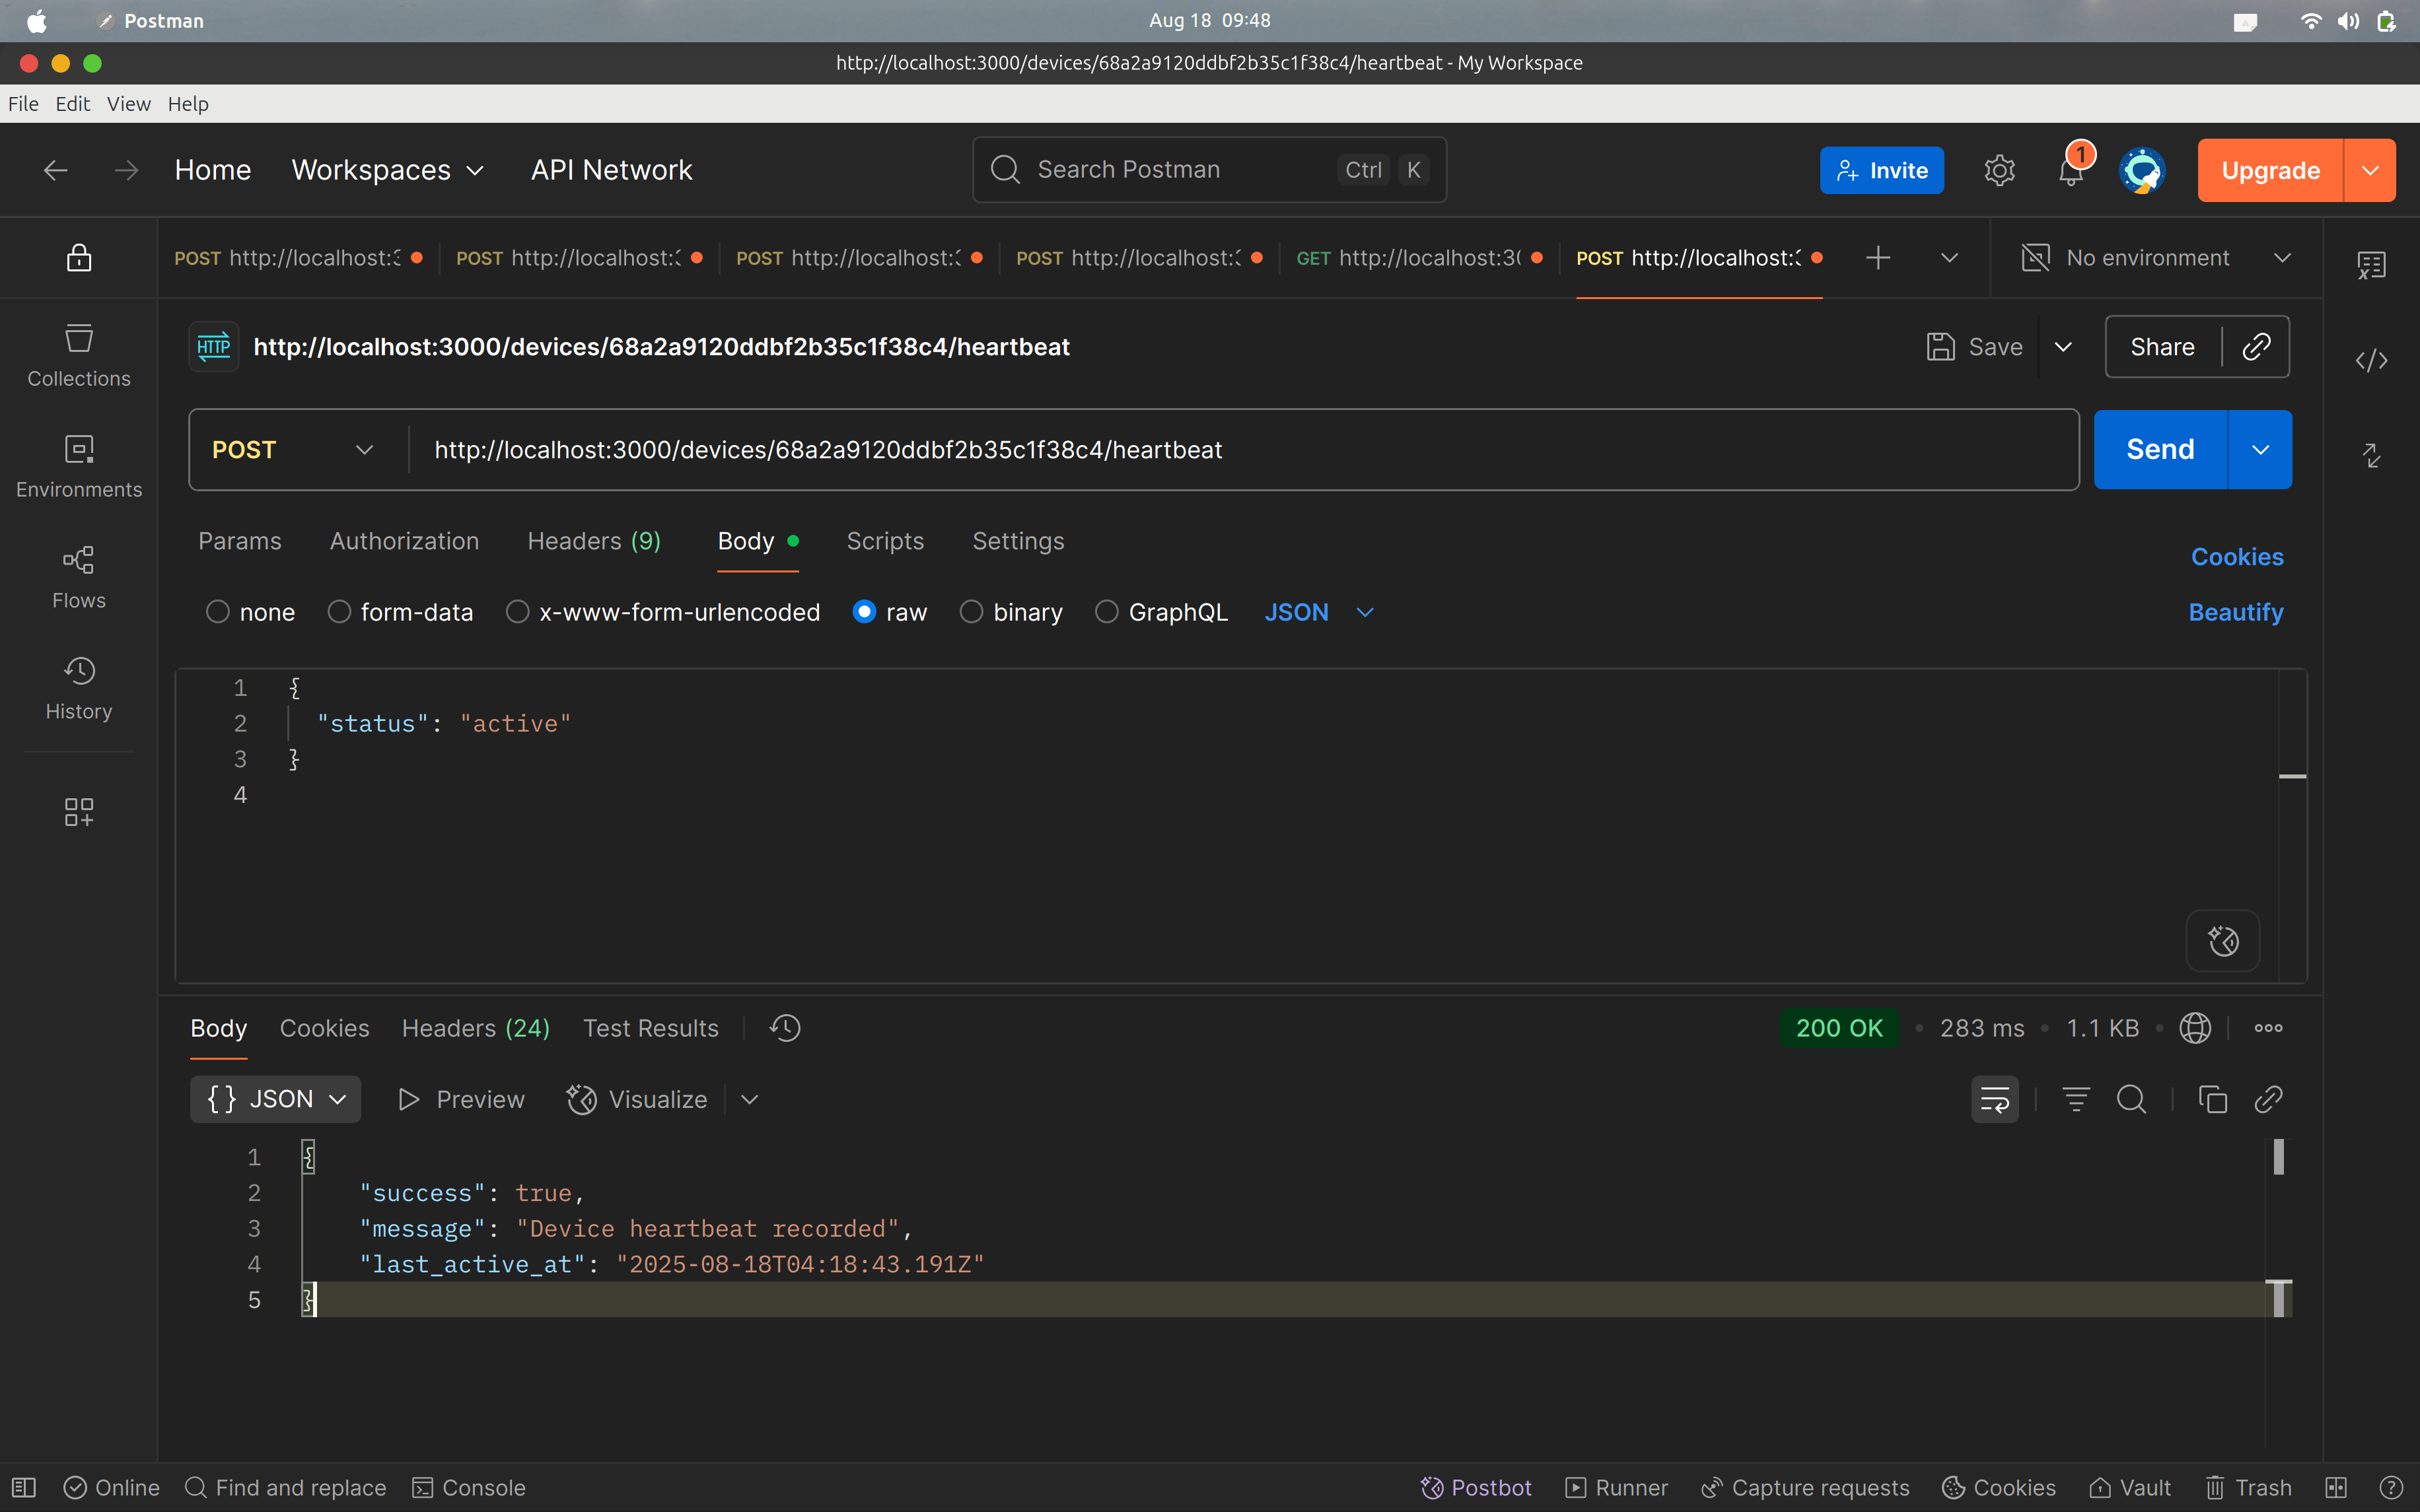 Postman
Aug 18 09:48
http://localhost:3000/devices/68a2a9120ddbf2b35c1f38c4/heartbeat - My Workspace
File Edit View Help
Home Workspaces API Network
Search Postman Ctrl K
Invite
1
Upgrade
POST http://localhost:3
POST http://localhost:3
POST http://localhost:3
POST http://localhost:3
GET http://localhost:30
POST http://localhost:3
No environment
HTTP http://localhost:3000/devices/68a2a9120ddbf2b35c1f38c4/heartbeat
Save
Share
Collections
Environments
Flows
History
POST http://localhost:3000/devices/68a2a9120ddbf2b35c1f38c4/heartbeat
Send
Params Authorization Headers (9) Body Scripts Settings
Cookies
none form-data x-www-form-urlencoded raw binary GraphQL JSON
Beautify
1 {
2 "status": "active"
3 }
4
Body Cookies Headers (24) Test Results
200 OK 283 ms 1.1 KB
{} JSON Preview Visualize
1 {
2 "success": true,
3 "message": "Device heartbeat recorded",
4 "last_active_at": "2025-08-18T04:18:43.191Z"
5 }
Online Find and replace Console
Postbot Runner Capture requests Cookies Vault Trash